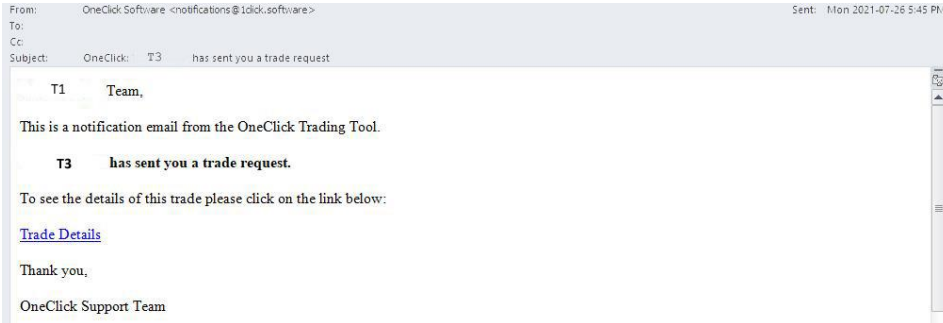 From: OneClick Software <notifications@1click.software> Sent: Mon 2021-07-26 5:45 PM
To:
Cc:
Subject: OneClick: T3 has sent you a trade request
T1 Team,
This is a notification email from the OneClick Trading Tool.
T3 has sent you a trade request.
To see the details of this trade please click on the link below:
Trade Details
Thank you,
OneClick Support Team